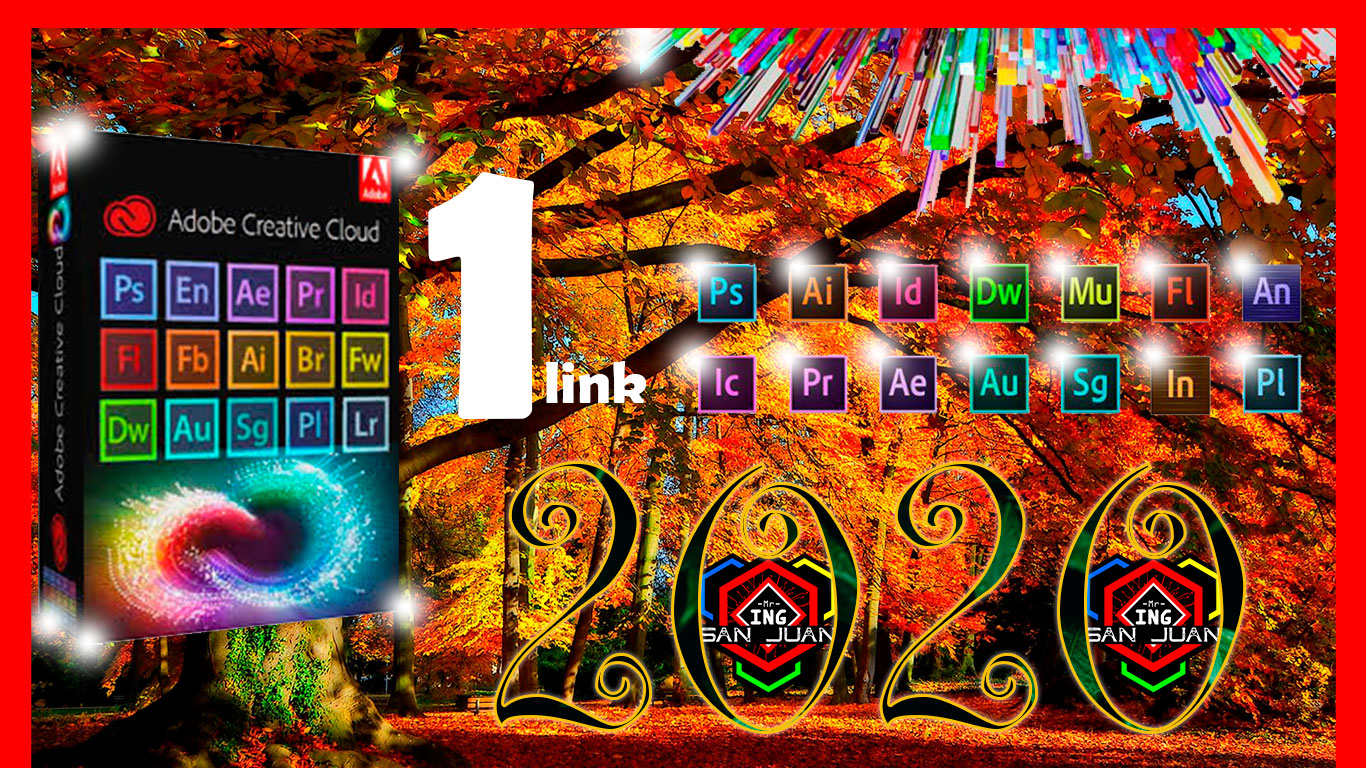 Adobe
Adobe
Adobe Creative Cloud
Adobe Creative Cloud
Ps En Ae Pr Id
Fl Fb Ai Br Fw
Dw Au Sg Pl Lr
1
link
Ps Ai Id Dw Mu Fl An
Ic Pr Ae Au Sg In Pl
2020
-Mr-
ING
SAN JUAN
-Mr-
ING
SAN JUAN